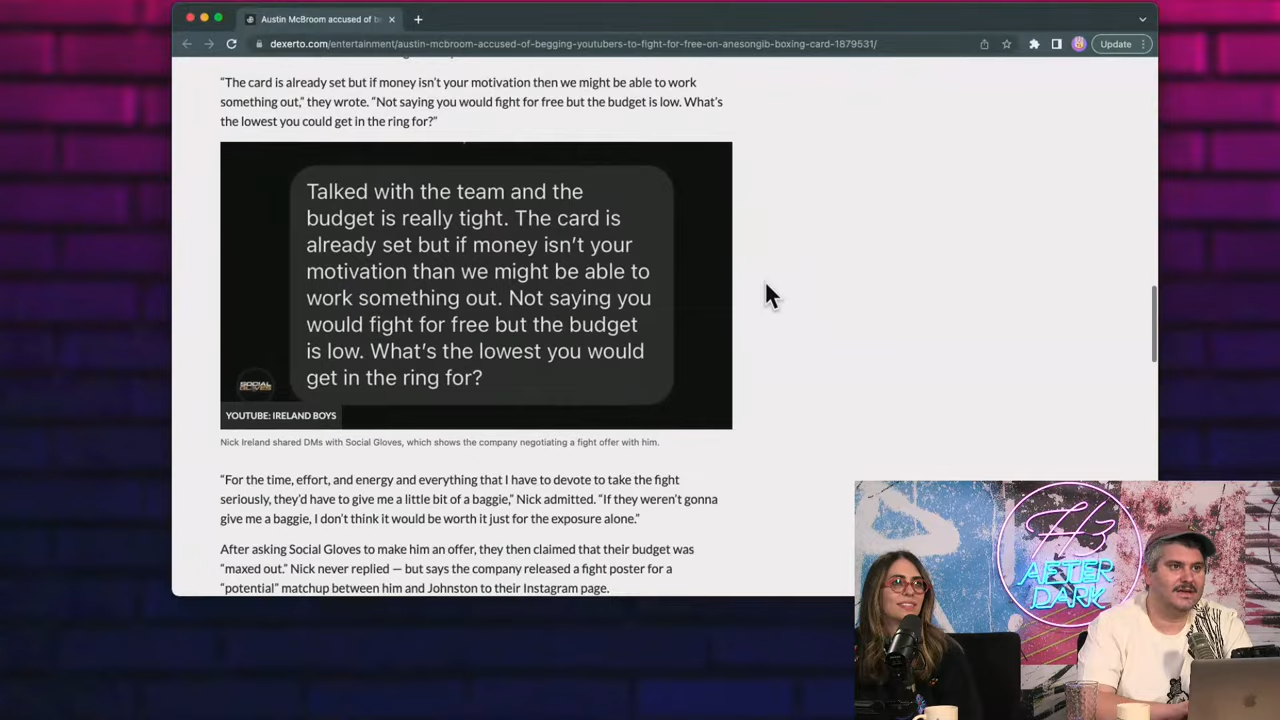 Austin McBroom accused of be
Update
dexerto.com/entertainment/austin-mcbroom-accused-of-begging-youtubers-to-fight-for-free-on-anesongib-boxing-card-1879531/
“The card is already set but if money isn’t your motivation then we might be able to work
something out,” they wrote. “Not saying you would fight for free but the budget is low. What’s
the lowest you could get in the ring for?”
Talked with the team and the
budget is really tight. The card is
already set but if money isn’t your
motivation than we might be able to
work something out. Not saying you
would fight for free but the budget
is low. What’s the lowest you would
get in the ring for?
SOCIAL
GLOVES
YOUTUBE: IRELAND BOYS
Nick Ireland shared DMs with Social Gloves, which shows the company negotiating a fight offer with him.
“For the time, effort, and energy and everything that I have to devote to take the fight
seriously, they’d have to give me a little bit of a baggie,” Nick admitted. “If they weren’t gonna
give me a baggie, I don’t think it would be worth it just for the exposure alone.”
After asking Social Gloves to make him an offer, they then claimed that their budget was
“maxed out.” Nick never replied — but says the company released a fight poster for a
“potential” matchup between him and Johnston to their Instagram page.
H3
AFTER
DARK